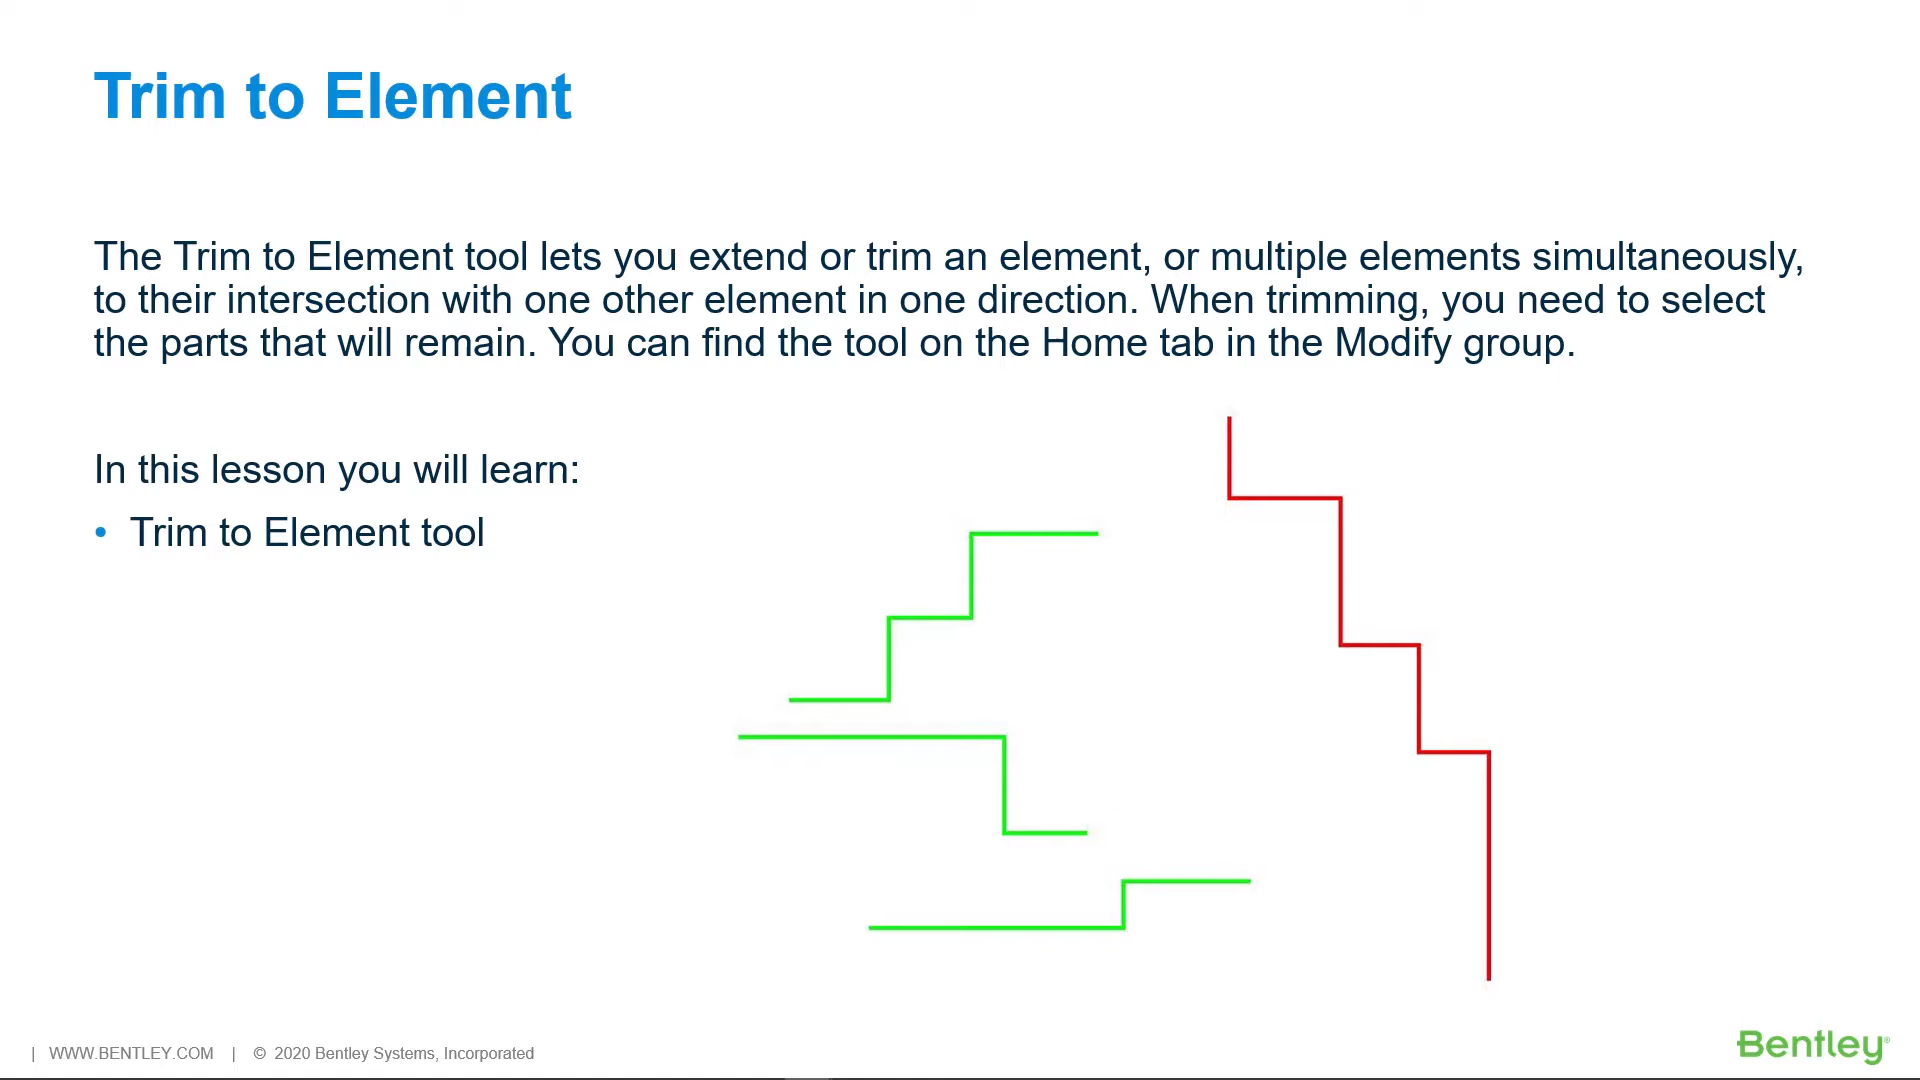 Trim to Element
The Trim to Element tool lets you extend or trim an element, or multiple elements simultaneously,
to their intersection with one other element in one direction. When trimming, you need to select
the parts that will remain. You can find the tool on the Home tab in the Modify group.
In this lesson you will learn:
• Trim to Element tool
| WWW.BENTLEY.COM | © 2020 Bentley Systems, Incorporated
Bentley®